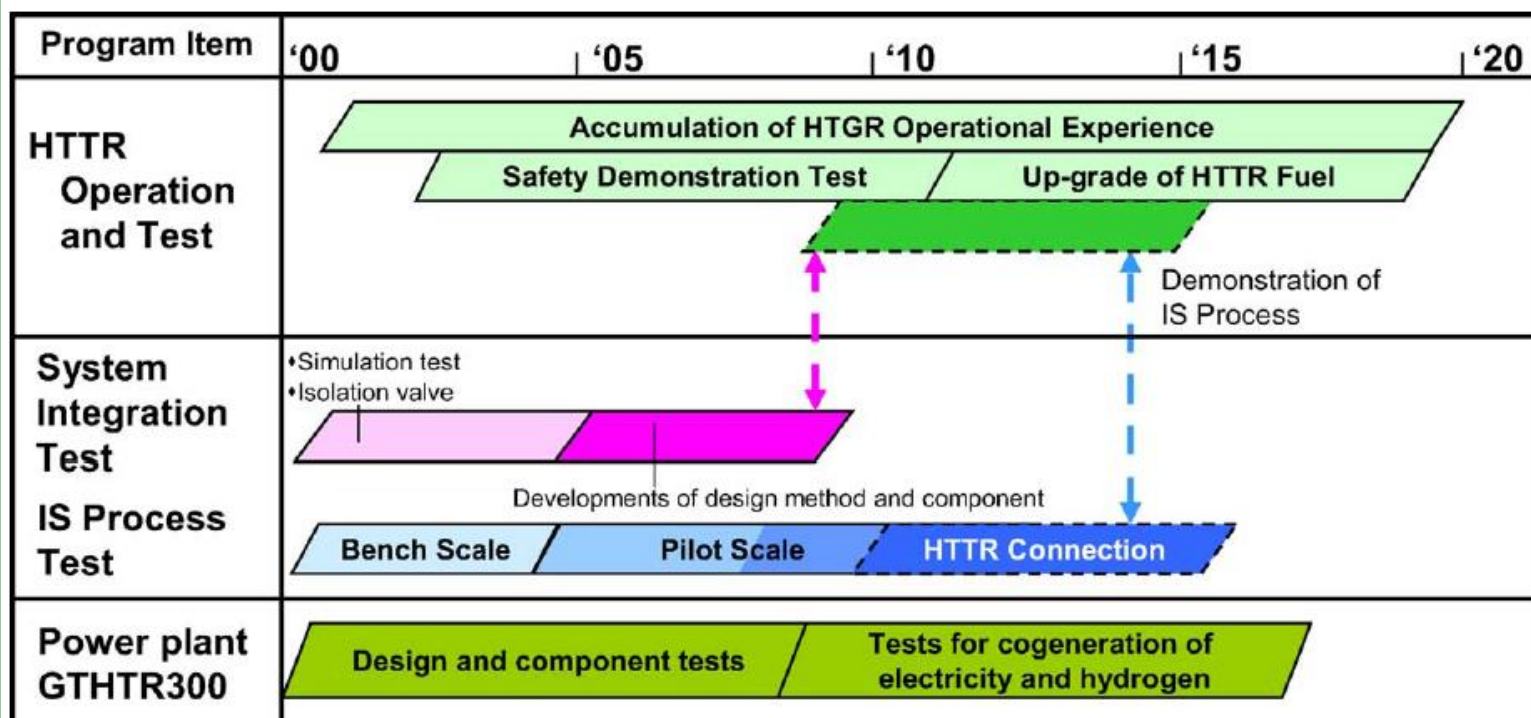 Program Item
‘00
‘05
‘10
‘15
‘20
HTTR
Operation
and Test
Accumulation of HTGR Operational Experience
Safety Demonstration Test
Up-grade of HTTR Fuel
Demonstration of
IS Process
System
Integration
Test
•Simulation test
•Isolation valve
Developments of design method and component
IS Process
Test
Bench Scale
Pilot Scale
HTTR Connection
Power plant
GTHTR300
Design and component tests
Tests for cogeneration of
electricity and hydrogen